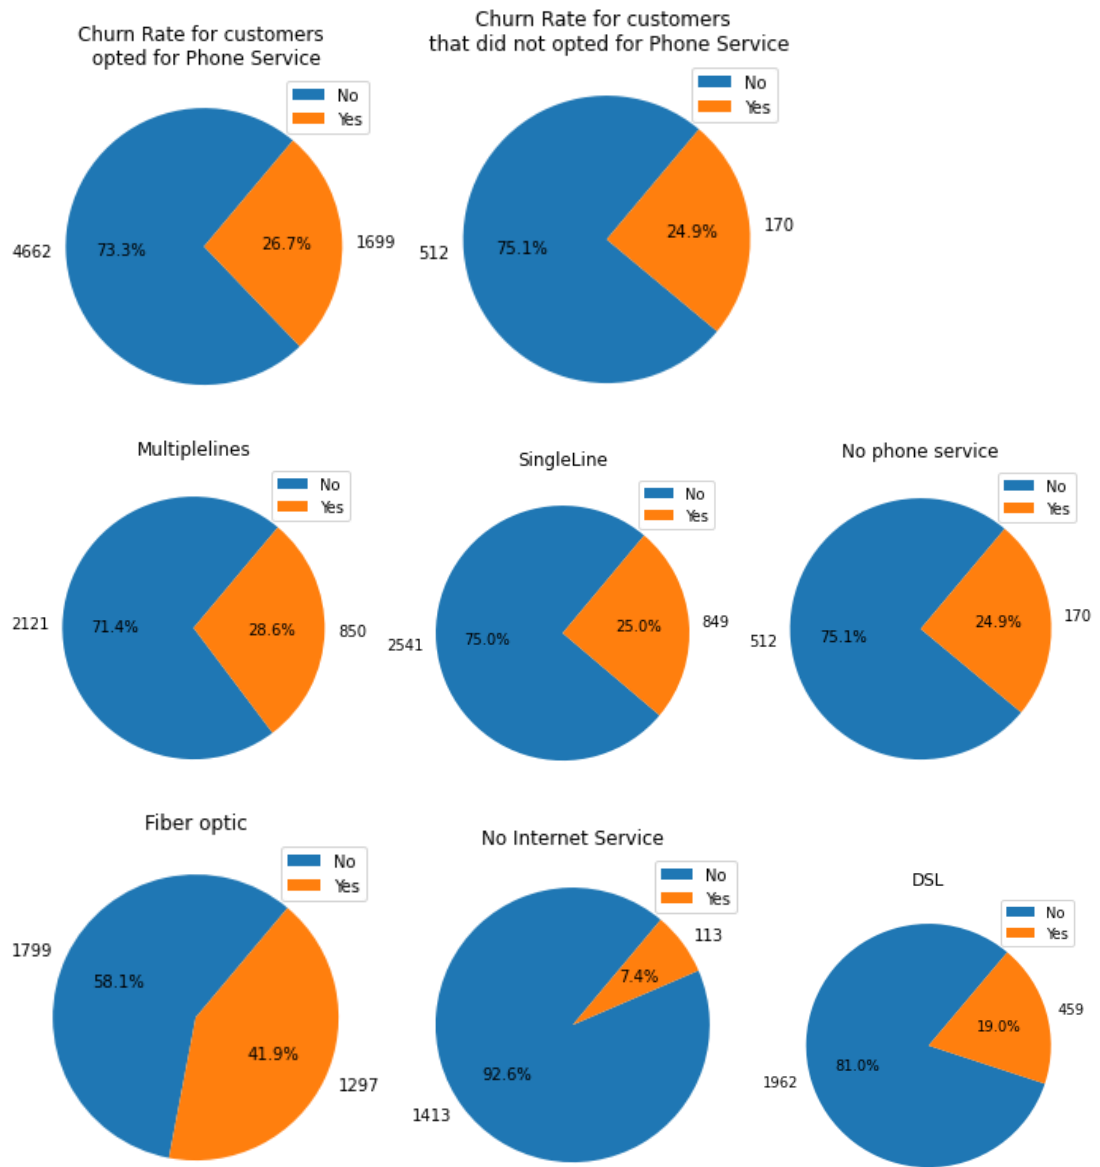 Churn Rate for customers
opted for Phone Service
No
Yes
4662
73.3%
26.7%
1699
Churn Rate for customers
that did not opted for Phone Service
No
Yes
512
75.1%
24.9%
170
Multiplelines
No
Yes
2121
71.4%
28.6%
850
SingleLine
No
Yes
2541
75.0%
25.0%
849
No phone service
No
Yes
512
75.1%
24.9%
170
Fiber optic
No
Yes
1799
58.1%
41.9%
1297
No Internet Service
No
Yes
113
7.4%
92.6%
1413
DSL
No
Yes
459
19.0%
81.0%
1962